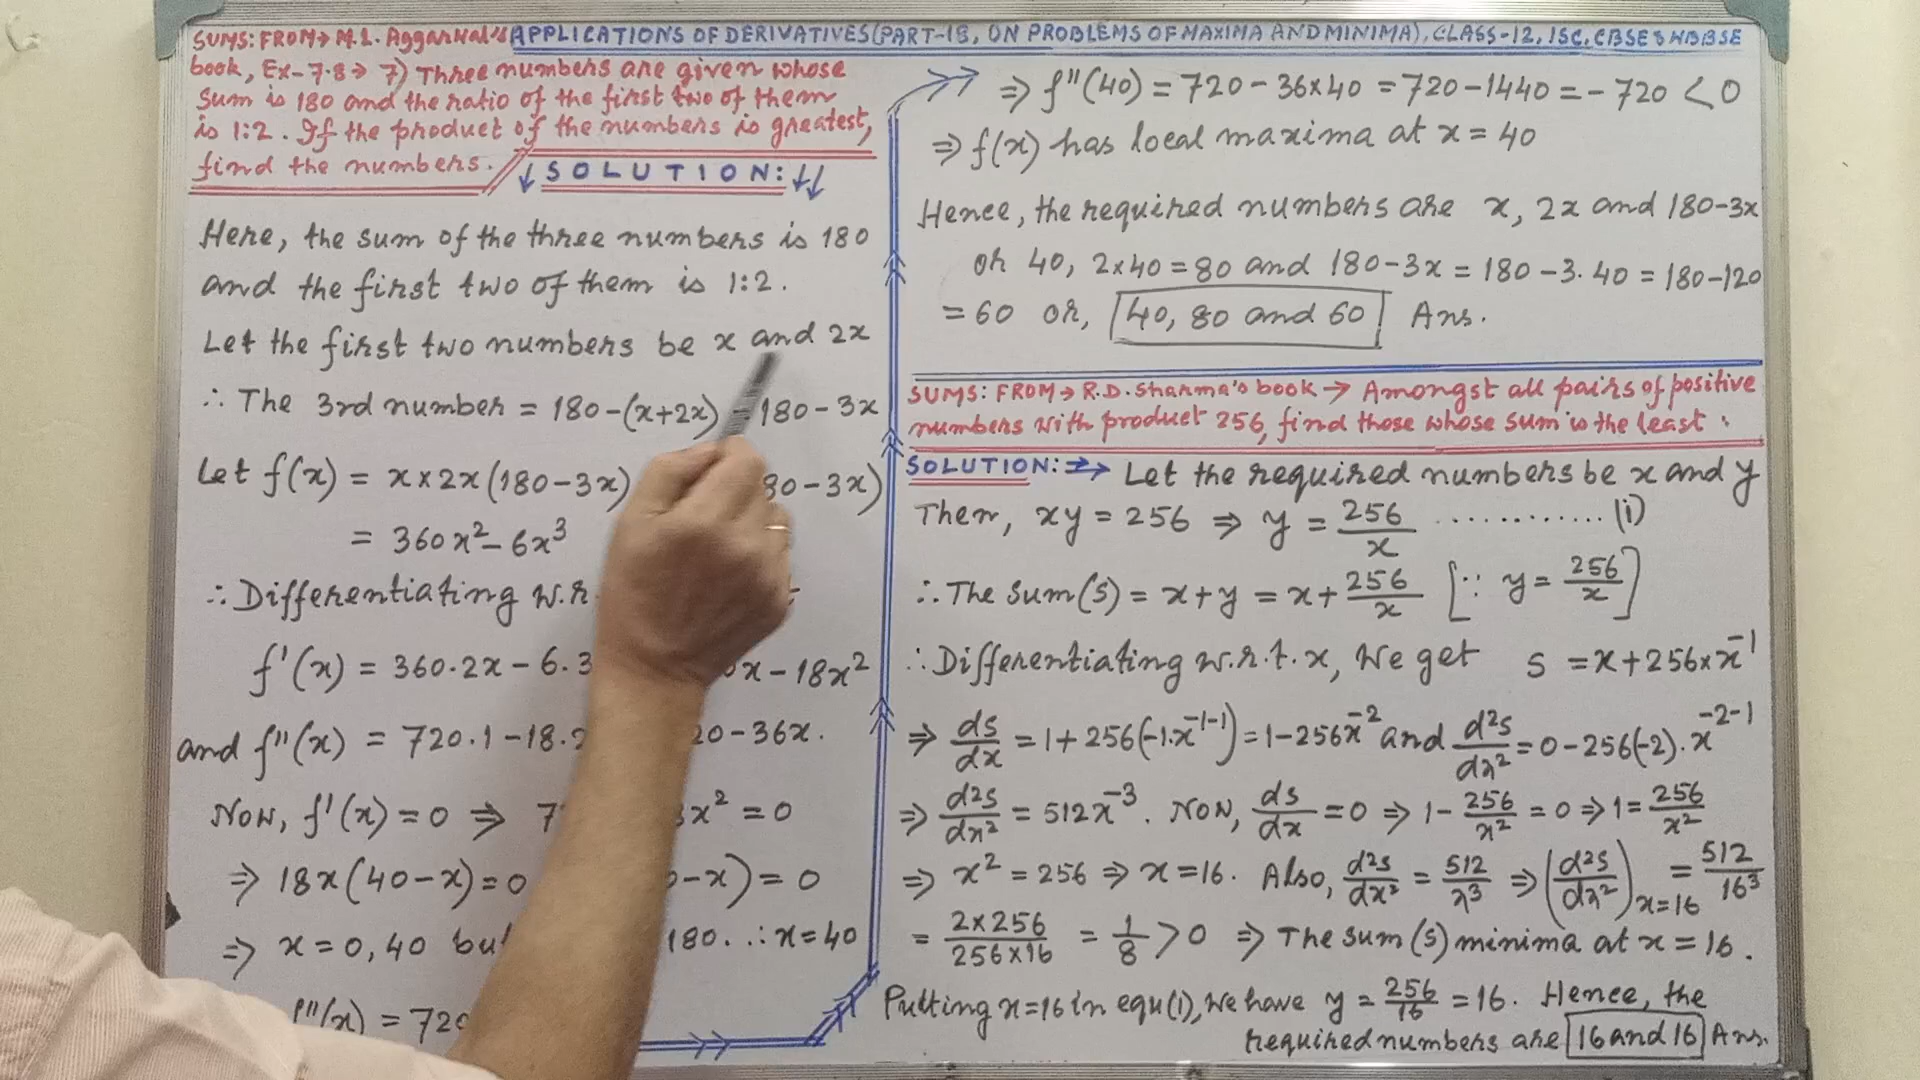 SUMS: FROM → M.L. Aggarwal's APPLICATIONS OF DERIVATIVES (PART-18, ON PROBLEMS OF MAXIMA AND MINIMA), CLASS-12, ISC, CBSE & WBBSE
book, Ex-7.8 → 7) Three numbers are given whose
sum is 180 and the ratio of the first two of them
is 1:2. If the product of the numbers is greatest,
find the numbers.
↓ SOLUTION: ↓↓
Here, the sum of the three numbers is 180
and the first two of them is 1:2.
Let the first two numbers be x and 2x
∴ The 3rd number = 180-(x+2x) = 180-3x
Let f(x) = x×2x(180-3x) 80-3x)
= 360x²-6x³
∴ Differentiating w.r
f'(x) = 360.2x-6.3 x-18x²
and f''(x) = 720.1-18.2 20-36x.
Now, f'(x)=0 ⇒ 7 x²=0
⇒ 18x(40-x)=0 -x)=0
⇒ x=0, 40 but 180. ∴ x=40
f''(x) = 720
⇒ f''(40) = 720-36×40 = 720-1440 = -720 < 0
⇒ f(x) has local maxima at x = 40
Hence, the required numbers are x, 2x and 180-3x
or 40, 2×40=80 and 180-3x = 180-3.40 = 180-120
= 60 or, 40, 80 and 60 Ans.
SUMS: FROM → R.D. Sharma's book → Amongst all pairs of positive
numbers with product 256, find those whose sum is the least.
SOLUTION: → Let the required numbers be x and y
Then, xy = 256 ⇒ y = 256/x ............ (i)
∴ The sum(s) = x+y = x+256/x [∵ y = 256/x]
∴ Differentiating w.r.t. x, we get s = x+256×x⁻¹
⇒ ds/dx = 1+256(-1.x⁻¹⁻¹) = 1-256x⁻² and d²s/dx² = 0-256(-2).x⁻²⁻¹
⇒ d²s/dx² = 512x⁻³. Now, ds/dx = 0 ⇒ 1-256/x² = 0 ⇒ 1 = 256/x²
⇒ x² = 256 ⇒ x = 16. Also, d²s/dx² = 512/x³ ⇒ (d²s/dx²)x=16 = 512/16³
= 2×256/256×16 = 1/8 > 0 ⇒ The sum(s) minima at x = 16.
Putting x=16 in equ(i), we have y = 256/16 = 16. Hence, the
required numbers are 16 and 16 Ans.